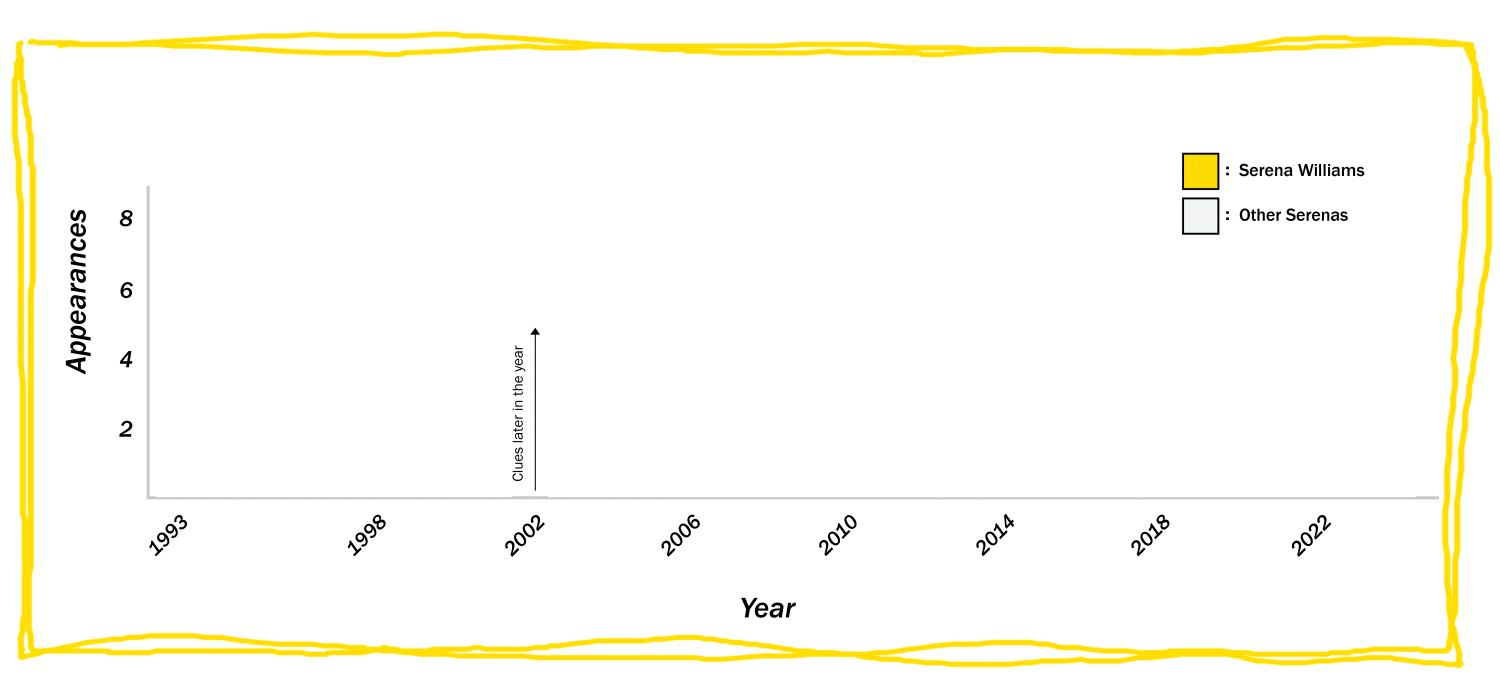 : Serena Williams
: Other Serenas
Appearances
8
6
4
2
Clues later in the year
1993
1998
2002
2006
2010
2014
2018
2022
Year